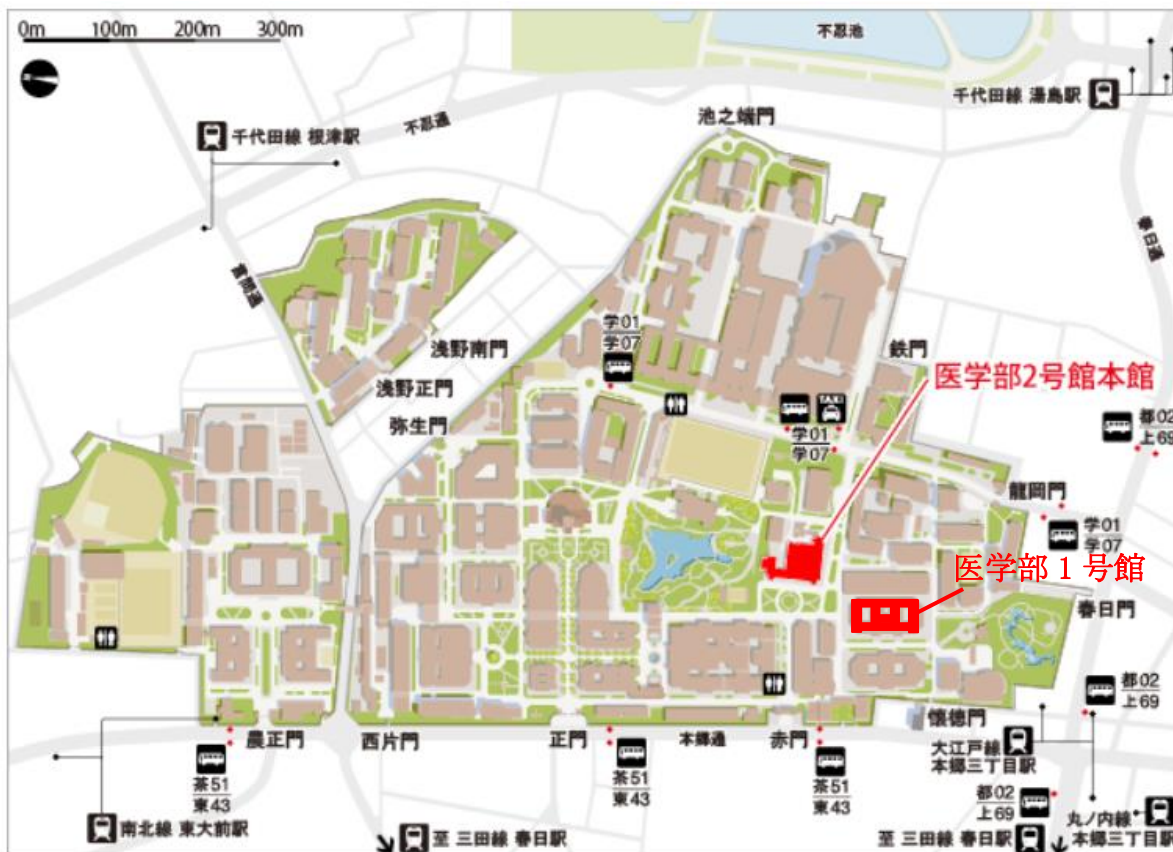 0m 100m 200m 300m
不忍池
千代田線 湯島駅
池之端門
千代田線 根津駅
不忍通
春日通
言問通
学01
学07
浅野南門
鉄門
医学部2号館本館
浅野正門
TAXI
都02
上69
弥生門
学01
学07
龍岡門
学01
学07
医学部1号館
春日門
都02
上69
懐徳門
農正門
西片門
正門
本郷通
赤門
大江戸線
本郷三丁目駅
茶51
東43
茶51
東43
茶51
東43
都02
上69
丸ノ内線
本郷三丁目駅
南北線 東大前駅
至 三田線 春日駅
至 三田線 春日駅